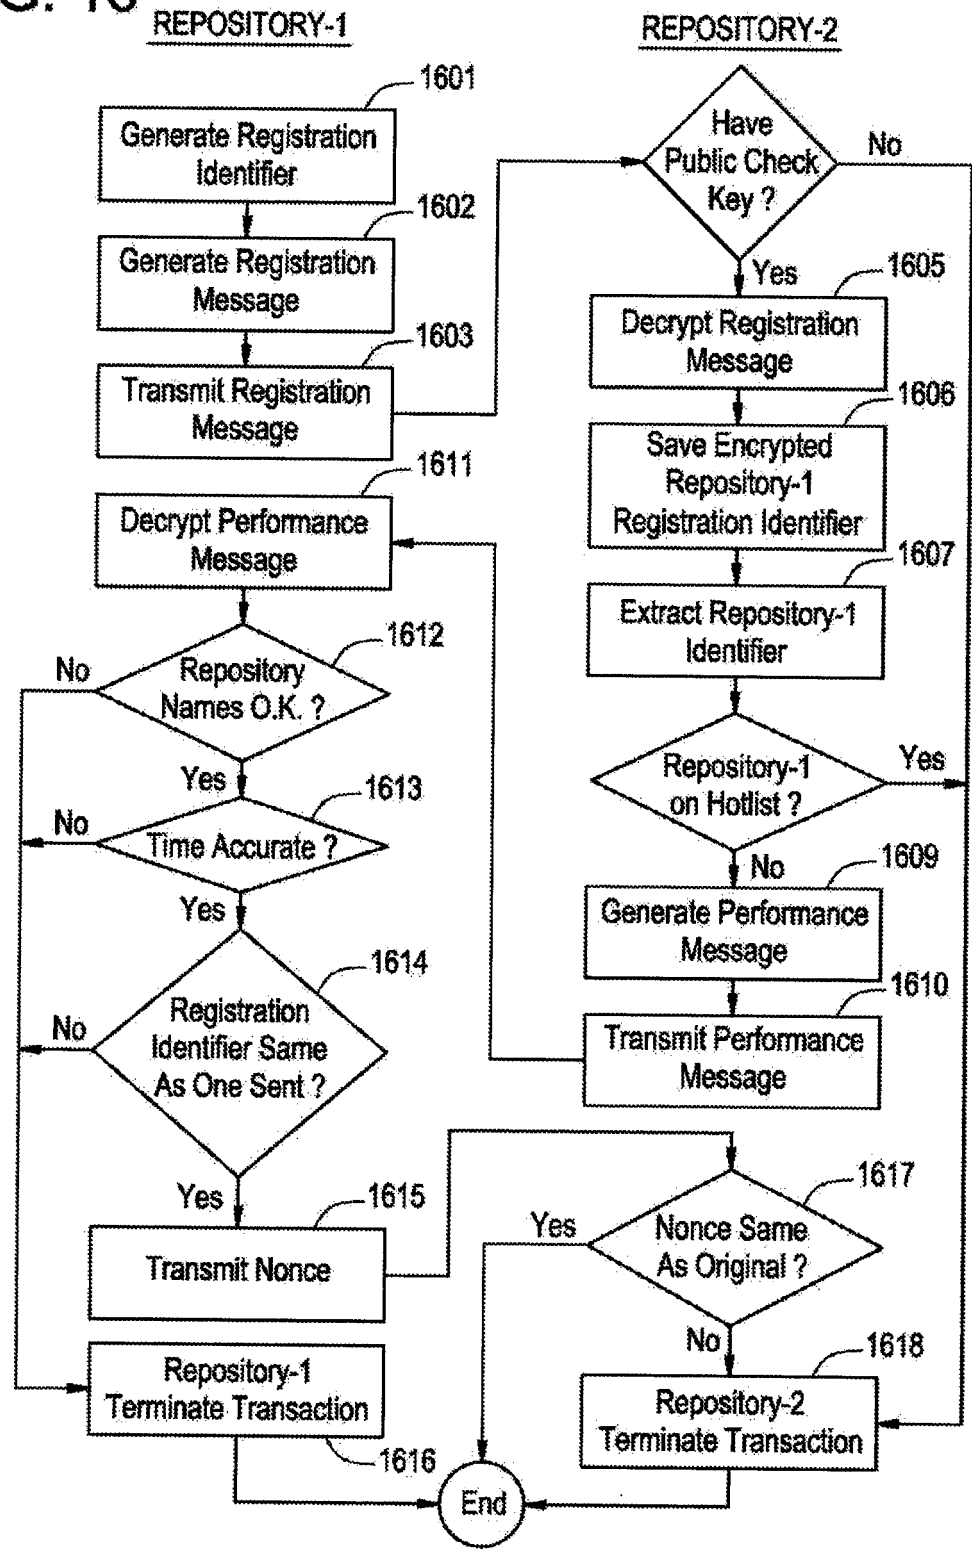 REPOSITORY-1
1601
Generate Registration
Identifier
1602
Generate Registration
Message
1603
Transmit Registration
Message
1611
Decrypt Performance
Message
1612
No
Repository
Names O.K. ?
Yes
1613
No
Time Accurate ?
Yes
1614
No
Registration
Identifier Same
As One Sent ?
Yes
1615
Transmit Nonce
Repository-1
Terminate Transaction
1616
REPOSITORY-2
Have
Public Check
Key ?
No
Yes
1605
Decrypt Registration
Message
1606
Save Encrypted
Repository-1
Registration Identifier
1607
Extract Repository-1
Identifier
Repository-1
on Hotlist ?
Yes
No
1609
Generate Performance
Message
1610
Transmit Performance
Message
1617
Yes
Nonce Same
As Original ?
No
1618
Repository-2
Terminate Transaction
End